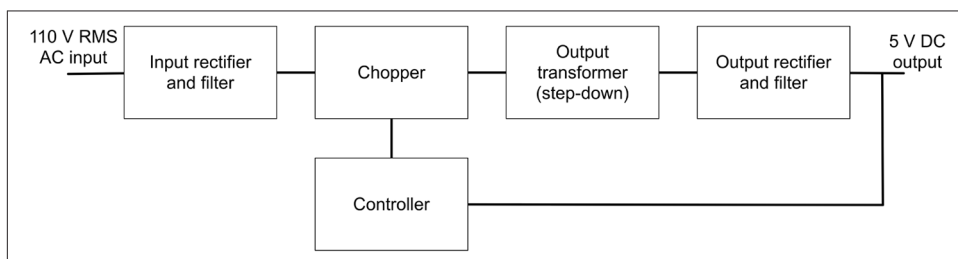 110 V RMS
AC input
Input rectifier
and filter
Chopper
Output
transformer
(step-down)
Output rectifier
and filter
5 V DC
output
Controller